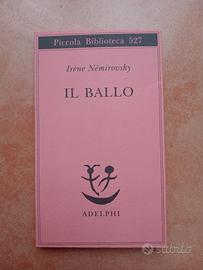 Piccola Biblioteca 527
Irène Némirovsky
IL BALLO
ADELPHI
subito